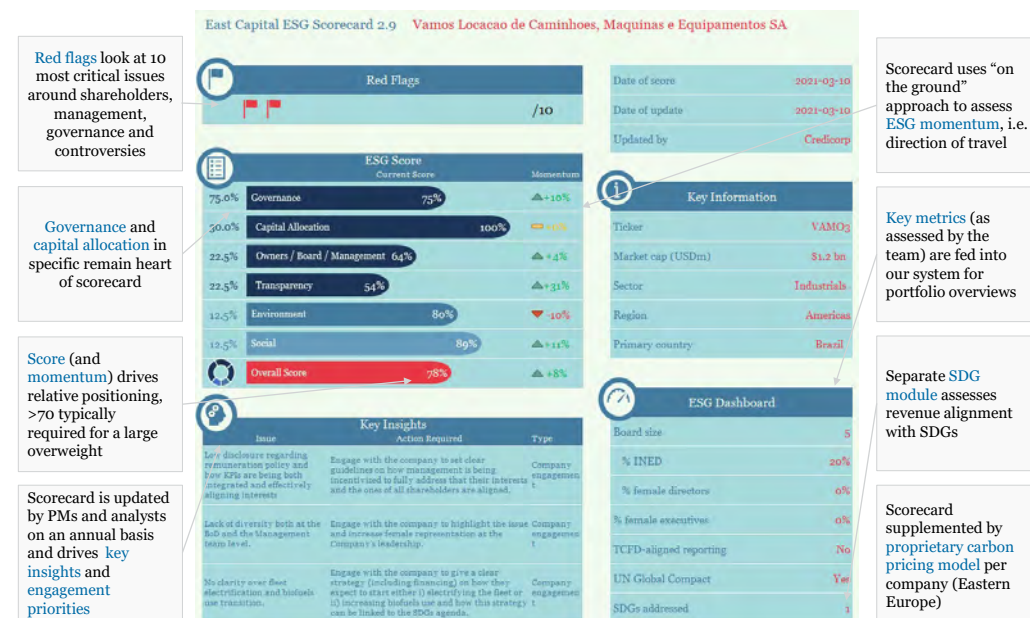 East Capital ESG Scorecard 2.9 Vamos Locacao de Caminhoes, Maquinas e Equipamentos SA
Red flags look at 10
most critical issues
around shareholders,
management,
governance and
controversies
Governance and
capital allocation in
specific remain heart
of scorecard
Score (and
momentum) drives
relative positioning,
>70 typically
required for a large
overweight
Scorecard is updated
by PMs and analysts
on an annual basis
and drives key
insights and
engagement
priorities
Red Flags
/10
ESG Score
Current Score Momentum
75.0% Governance 75% +10%
30.0% Capital Allocation 100%
22.5% Owners / Board / Management 64% +4%
22.5% Transparency 54% +31%
12.5% Environment 80% -10%
12.5% Social 89% +11%
Overall Score 78% +8%
Key Insights
Issue Action Required Type
Low disclosure regarding
remuneration policy and
how KPIs are being both
integrated and effectively
aligning interests
Engage with the company to set clear
guidelines on how management is being
incentivized to fully address that their interests
and the ones of all shareholders are aligned.
Company
engagemen
t
Lack of diversity both at the
BoD and the Management
team level.
Engage with the company to highlight the issue
and increase female representation at the
Company's leadership.
Company
engagemen
t
No clarity over fleet
electrification and biofuels
use transition.
Engage with the company to give a clear
strategy (including financing) on how they
expect to start either i) electrifying the fleet or
ii) increasing biofuels use and how this strategy
can be linked to the SDGs agenda.
Company
engagemen
t
Date of score 2021-03-10
Date of update 2021-03-10
Updated by Credicorp
Key Information
Ticker VAMO3
Market cap (USDm) $1.2 bn
Sector Industrials
Region Americas
Primary country Brazil
ESG Dashboard
Board size 5
% INED 20%
% female directors 0%
% female executives 0%
TCFD-aligned reporting No
UN Global Compact Yes
SDGs addressed 1
Scorecard uses “on
the ground”
approach to assess
ESG momentum, i.e.
direction of travel
Key metrics (as
assessed by the
team) are fed into
our system for
portfolio overviews
Separate SDG
module assesses
revenue alignment
with SDGs
Scorecard
supplemented by
proprietary carbon
pricing model per
company (Eastern
Europe)